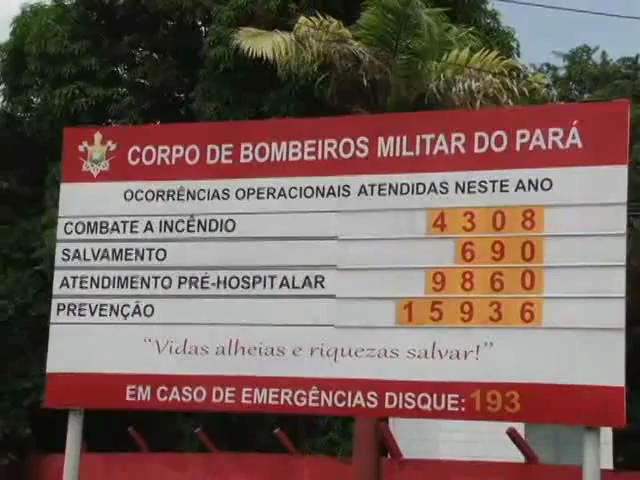 CORPO DE BOMBEIROS MILITAR DO PARÁ
OCORRÊNCIAS OPERACIONAIS ATENDIDAS NESTE ANO
COMBATE A INCÊNDIO 4308
SALVAMENTO 690
ATENDIMENTO PRÉ-HOSPITALAR 9860
PREVENÇÃO 15936
"Vidas alheias e riquezas salvar!"
EM CASO DE EMERGÊNCIAS DISQUE: 193